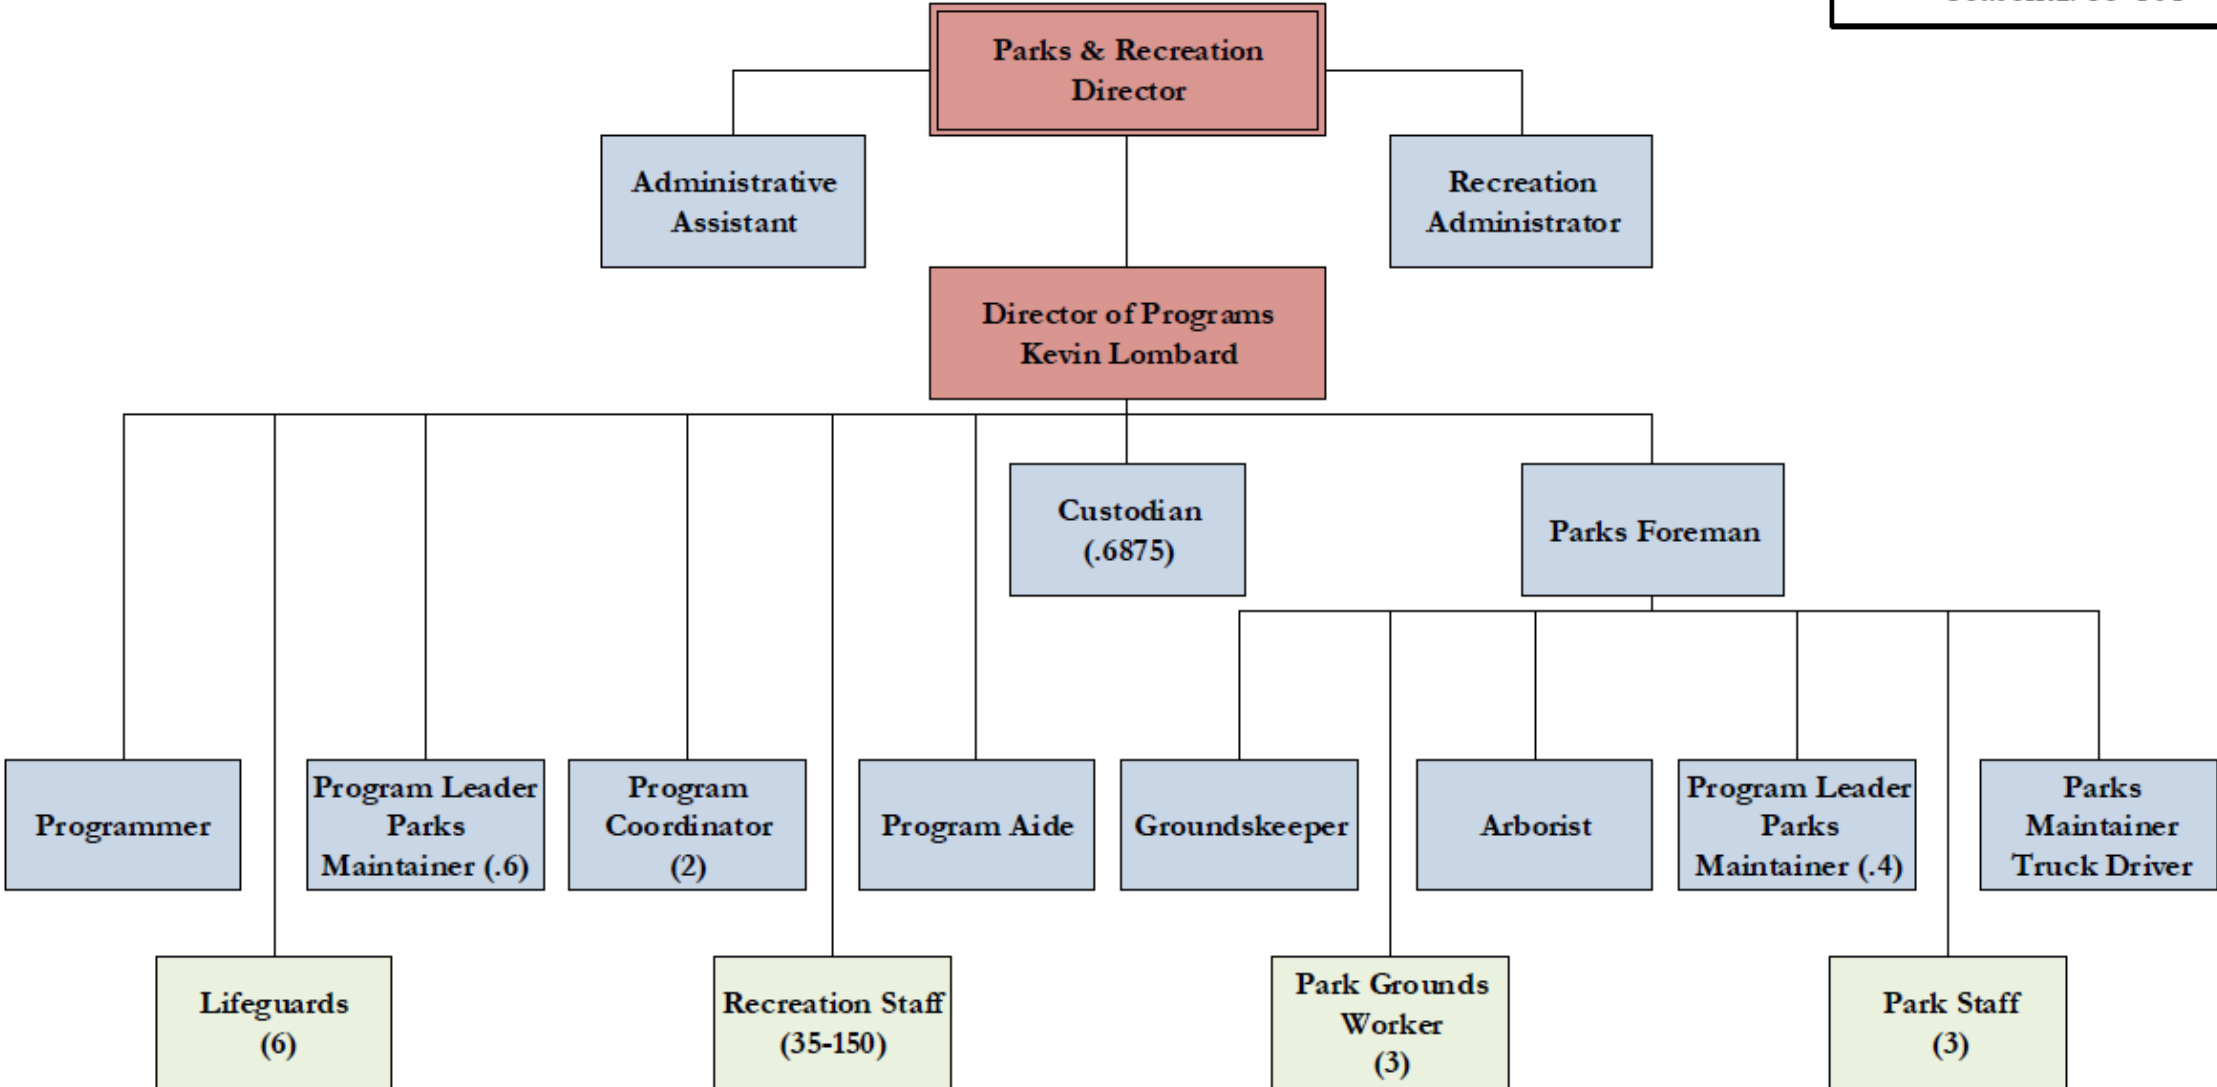 Parks & Recreation
Director
Administrative
Assistant
Recreation
Administrator
Director of Programs
Kevin Lombard
Custodian
(.6875)
Parks Foreman
Programmer
Program Leader
Parks
Maintainer (.6)
Program
Coordinator
(2)
Program Aide
Groundskeeper
Arborist
Program Leader
Parks
Maintainer (.4)
Parks
Maintainer
Truck Driver
Lifeguards
(6)
Recreation Staff
(35-150)
Park Grounds
Worker
(3)
Park Staff
(3)